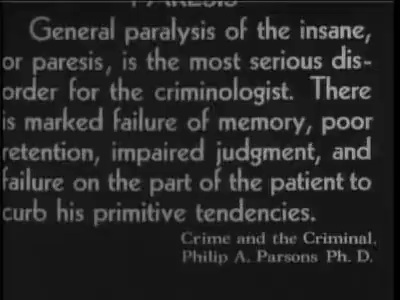 PARESIS
General paralysis of the insane,
or paresis, is the most serious dis-
order for the criminologist. There
is marked failure of memory, poor
retention, impaired judgment, and
failure on the part of the patient to
curb his primitive tendencies.
Crime and the Criminal,
Philip A. Parsons Ph. D.